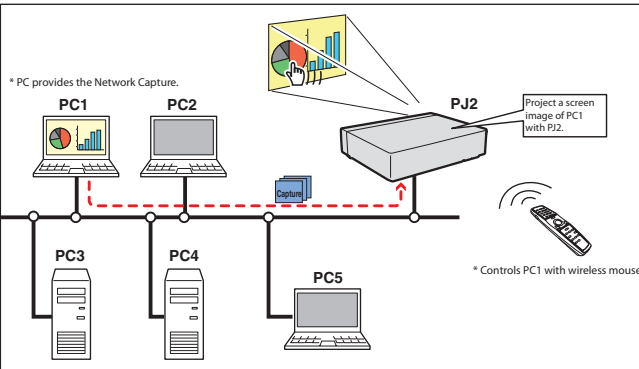 * PC provides the Network Capture.
PC1
PC2
PJ2
Project a screen
image of PC1
with PJ2.
Capture
* Controls PC1 with wireless mouse
PC3
PC4
PC5